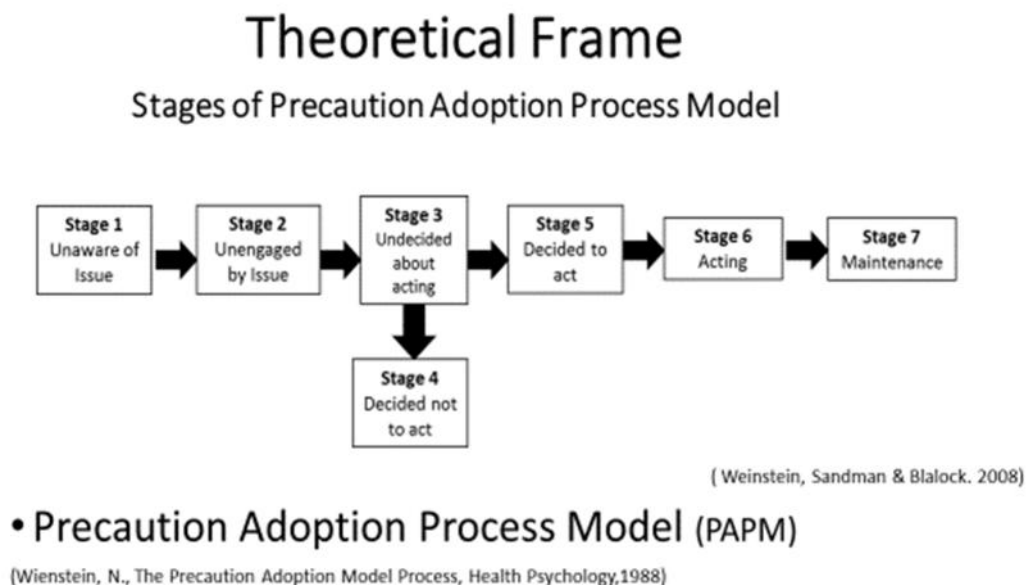 Theoretical Frame
Stages of Precaution Adoption Process Model
Stage 1
Unaware of
Issue
Stage 2
Unengaged
by Issue
Stage 3
Undecided
about
acting
Stage 5
Decided to
act
Stage 6
Acting
Stage 7
Maintenance
Stage 4
Decided not
to act
( Weinstein, Sandman & Blalock. 2008)
• Precaution Adoption Process Model (PAPM)
(Wienstein, N., The Precaution Adoption Model Process, Health Psychology,1988)